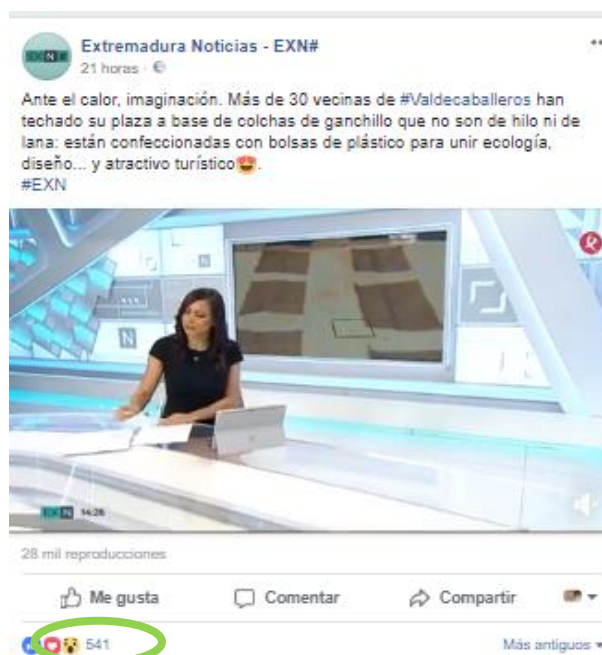 EXN#
Extremadura Noticias - EXN#
21 horas ·
Ante el calor, imaginación. Más de 30 vecinas de #Valdecaballeros han
techado su plaza a base de colchas de ganchillo que no son de hilo ni de
lana: están confeccionadas con bolsas de plástico para unir ecología,
diseño... y atractivo turístico😍.
#EXN
N
EXN 14:26
28 mil reproducciones
Me gusta
Comentar
Compartir
541
Más antiguos